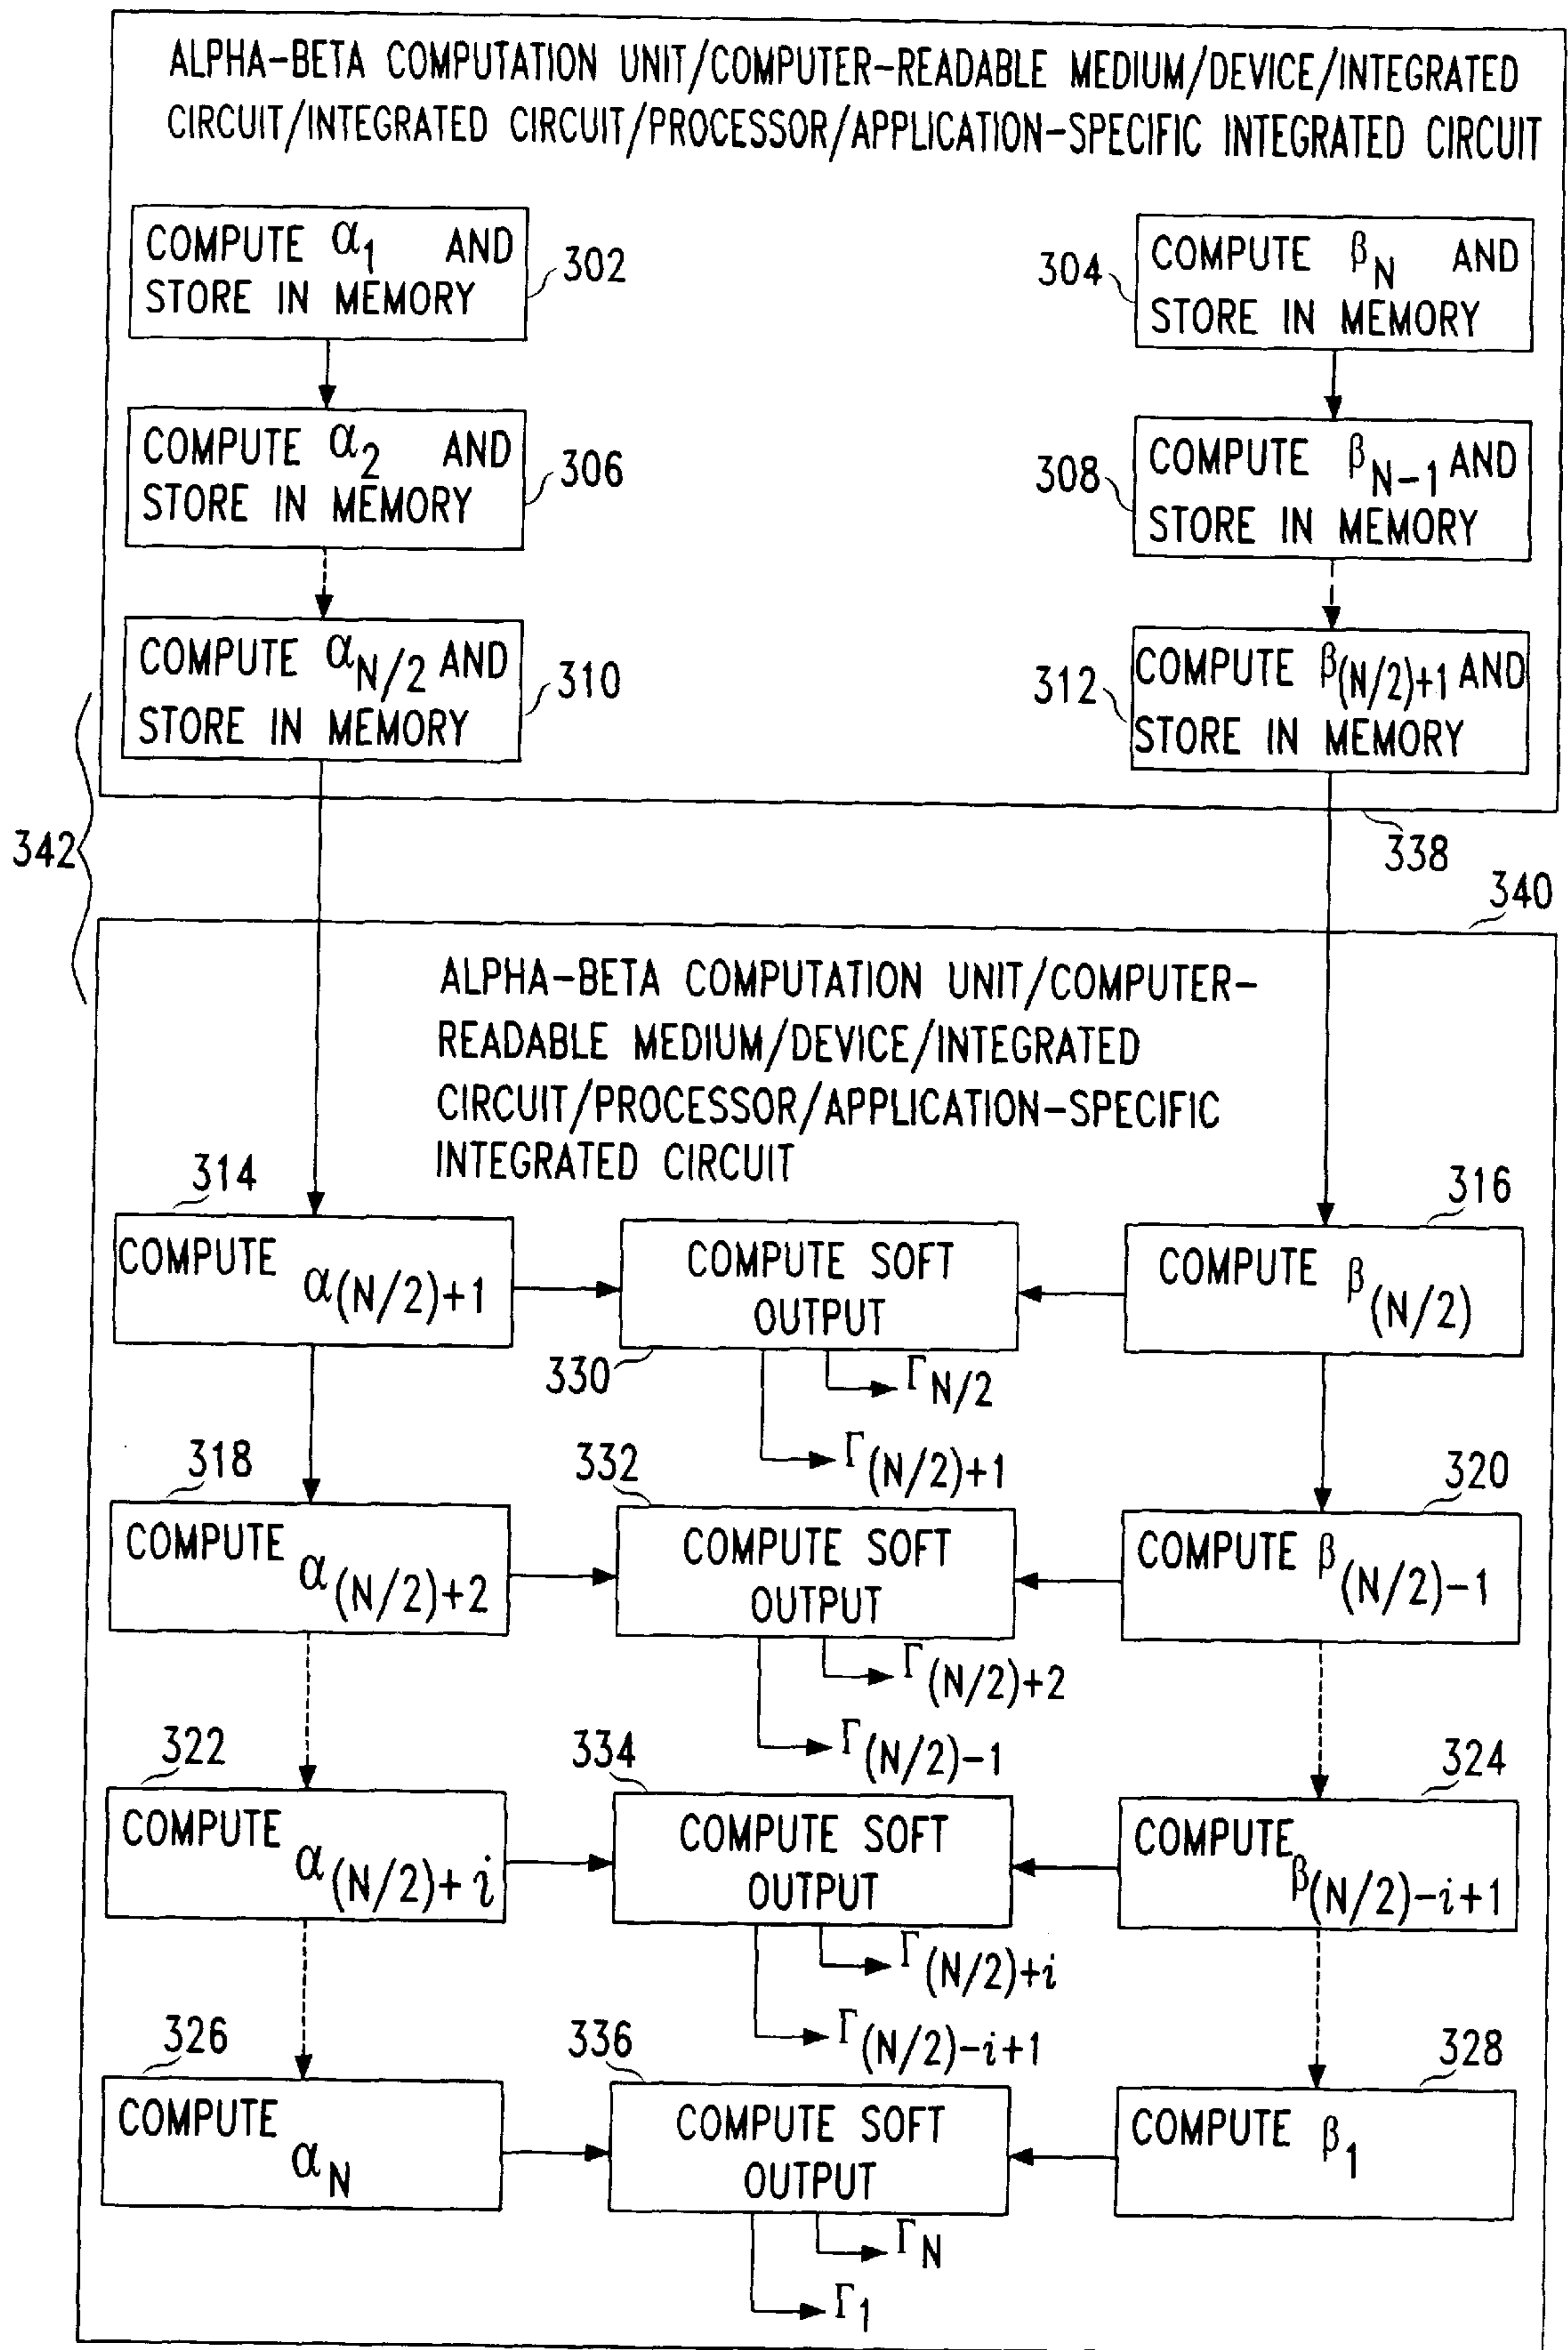 ALPHA-BETA COMPUTATION UNIT/COMPUTER-READABLE MEDIUM/DEVICE/INTEGRATED
CIRCUIT/INTEGRATED CIRCUIT/PROCESSOR/APPLICATION-SPECIFIC INTEGRATED CIRCUIT
COMPUTE α1 AND
STORE IN MEMORY
302
304
COMPUTE βN AND
STORE IN MEMORY
COMPUTE α2 AND
STORE IN MEMORY
306
308
COMPUTE βN-1 AND
STORE IN MEMORY
COMPUTE αN/2 AND
STORE IN MEMORY
310
312
COMPUTE β(N/2)+1 AND
STORE IN MEMORY
342
338
340
ALPHA-BETA COMPUTATION UNIT/COMPUTER-
READABLE MEDIUM/DEVICE/INTEGRATED
CIRCUIT/PROCESSOR/APPLICATION-SPECIFIC
INTEGRATED CIRCUIT
314
316
COMPUTE α(N/2)+1
COMPUTE SOFT
OUTPUT
COMPUTE β(N/2)
330
ΓN/2
Γ(N/2)+1
318
332
320
COMPUTE α(N/2)+2
COMPUTE SOFT
OUTPUT
COMPUTE β(N/2)-1
Γ(N/2)+2
Γ(N/2)-1
322
334
324
COMPUTE α(N/2)+i
COMPUTE SOFT
OUTPUT
COMPUTE β(N/2)-i+1
Γ(N/2)+i
Γ(N/2)-i+1
326
336
328
COMPUTE αN
COMPUTE SOFT
OUTPUT
COMPUTE β1
ΓN
Γ1